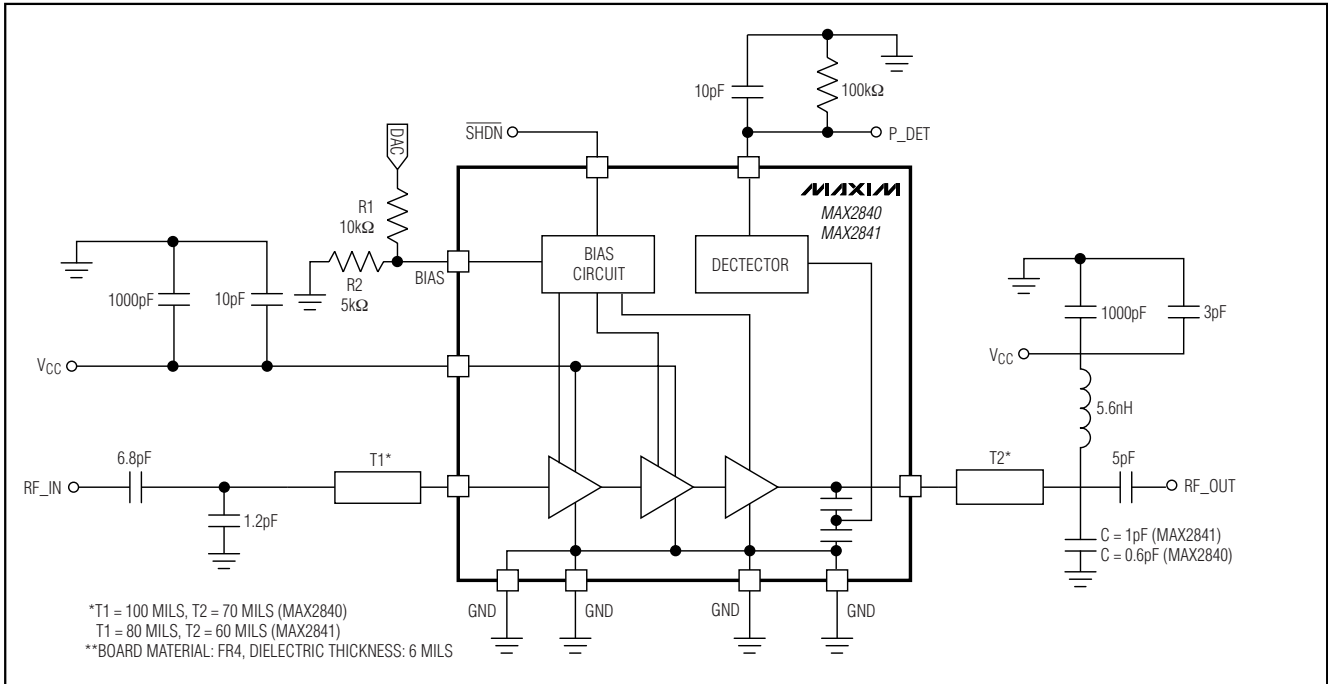 10pF
100kΩ
SHDN
P_DET
DAC
MAXIM
MAX2840
MAX2841
R1
10kΩ
BIAS
CIRCUIT
DECTECTOR
BIAS
R2
5kΩ
1000pF
10pF
1000pF
3pF
VCC
VCC
5.6nH
6.8pF
T1*
T2*
5pF
RF_IN
RF_OUT
1.2pF
C = 1pF (MAX2841)
C = 0.6pF (MAX2840)
GND
GND
GND
GND
*T1 = 100 MILS, T2 = 70 MILS (MAX2840)
T1 = 80 MILS, T2 = 60 MILS (MAX2841)
**BOARD MATERIAL: FR4, DIELECTRIC THICKNESS: 6 MILS